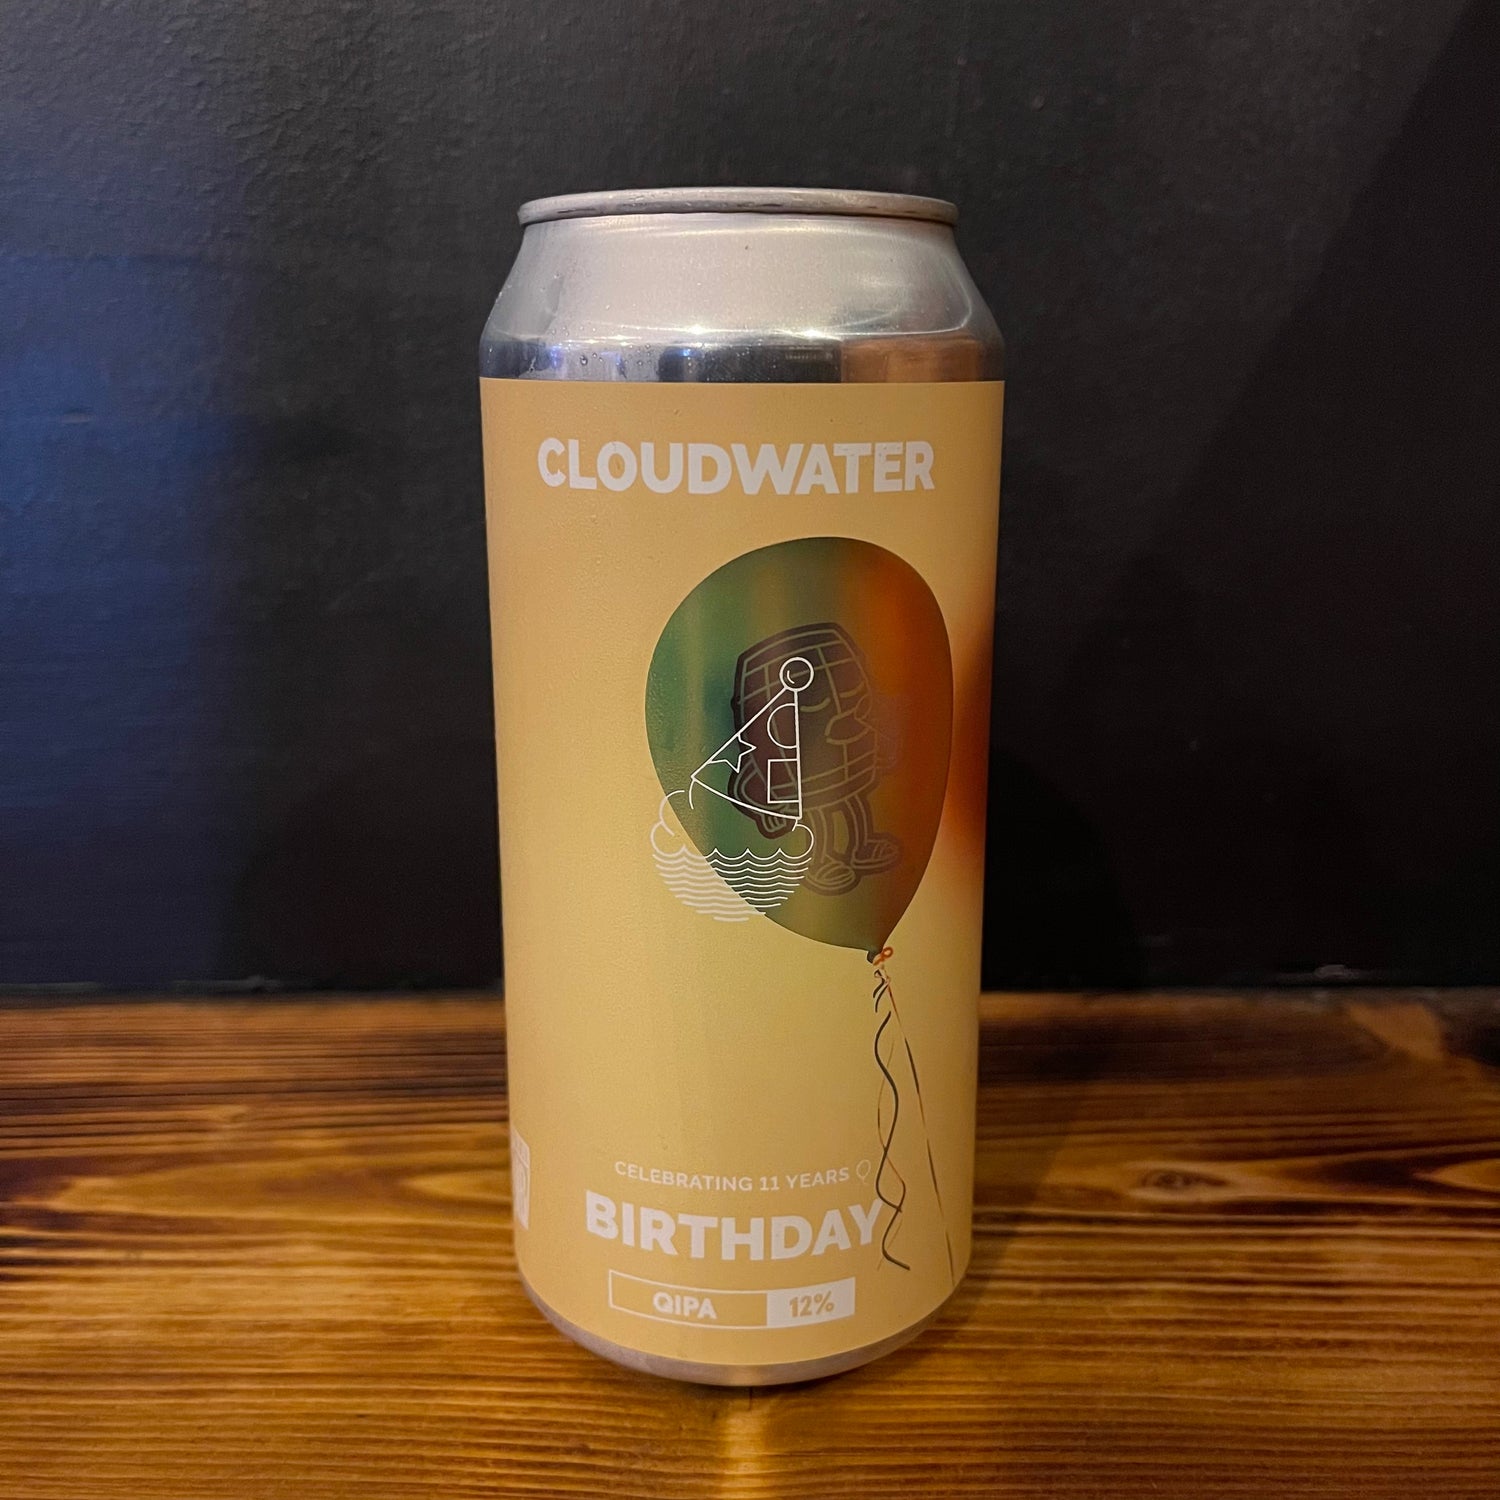 CLOUDWATER
CELEBRATING 11 YEARS
BIRTHDAY
QIPA 12%